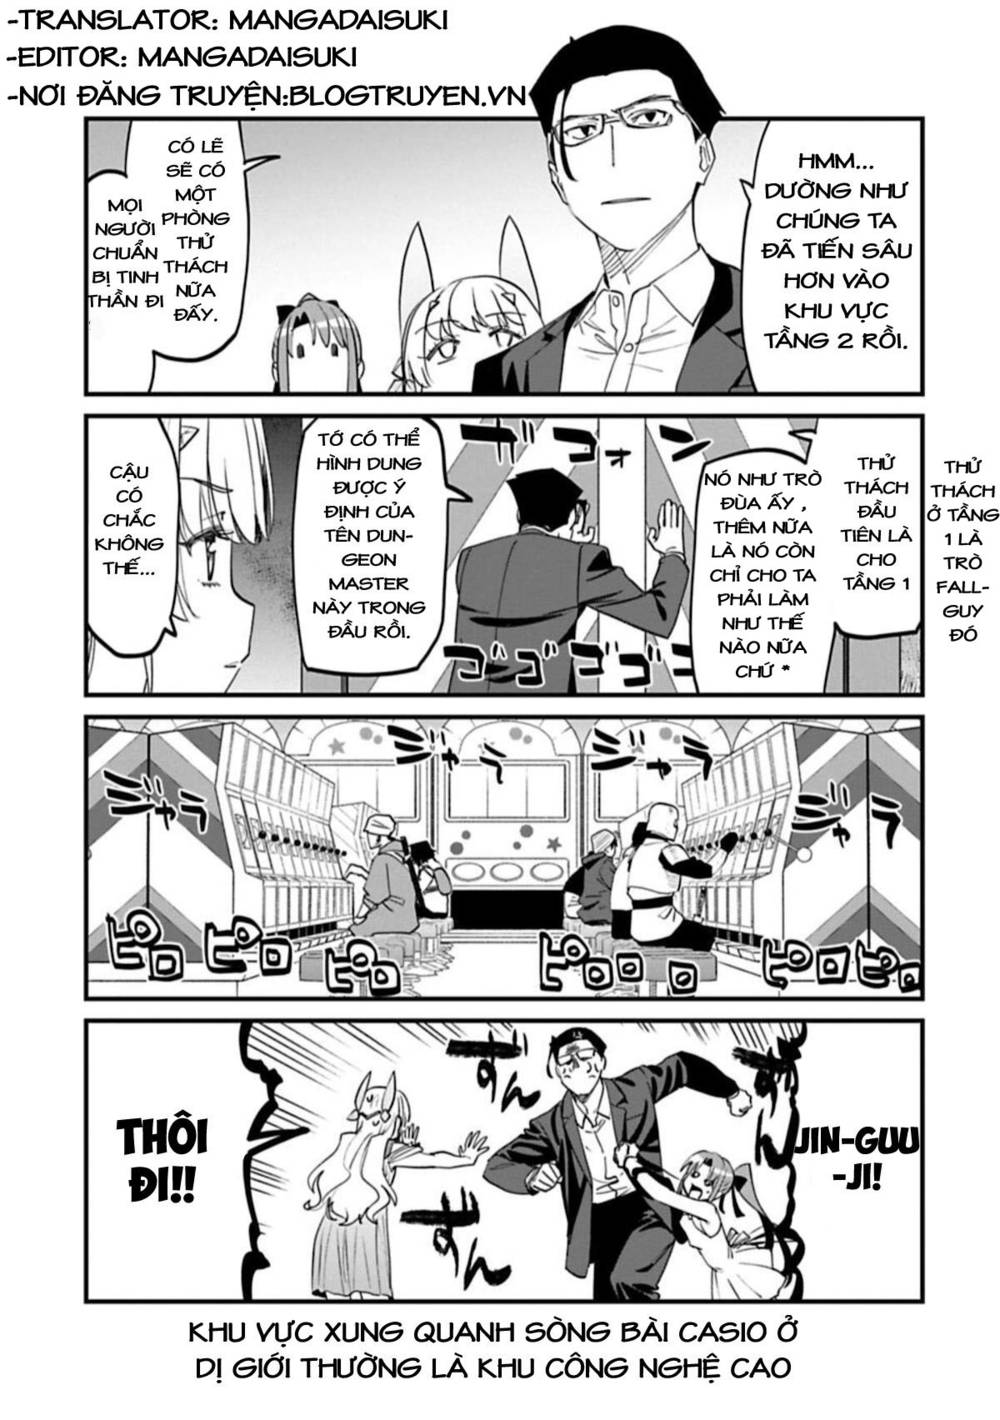 -TRANSLATOR: MANGADAISUKI
-EDITOR: MANGADAISUKI
-NƠI ĐĂNG TRUYỆN:BLOGTRUYEN.VN
HMM...
DƯỜNG NHƯ
CHÚNG TA
ĐÃ TIẾN SÂU
HƠN VÀO
KHU VỰC
TẦNG 2 RỒI.
CÓ LẼ
SẼ CÓ
MỘT
PHÒNG
THỬ
THÁCH
NỮA
ĐẤY.
MỌI
NGƯỜI
CHUẨN
BỊ TINH
THẦN ĐI
THỬ
THÁCH
Ở TẦNG
1 LÀ
TRÒ
FALL-
GUY
ĐÓ
THỬ
THÁCH
ĐẦU
TIÊN LÀ
CHO
TẦNG 1
NÓ NHƯ TRÒ
ĐÙA ẤY ,
THÊM NỮA
LÀ NÓ CÒN
CHỈ CHO TA
PHẢI LÀM
NHƯ THẾ
NÀO NỮA
CHỨ *
ゴゴコォ…
ゴゴゴゴゴゴ
TỚ CÓ THỂ
HÌNH DUNG
ĐƯỢC Ý
ĐỊNH CỦA
TÊN DUN-
GEON
MASTER
NÀY TRONG
ĐẦU RỒI.
CẬU
CÓ
CHẮC
KHÔNG
THẾ...
ジャラ
ジャラ
ジャラ
ジャラ
ピロピロ
ピロ
ピロロロ
ピロピロ
JIN-GUU
-JI!
ずん
ずん
THÔI
ĐI!!
KHU VỰC XUNG QUANH SÒNG BÀI CASIO Ở
DỊ GIỚI THƯỜNG LÀ KHU CÔNG NGHỆ CAO